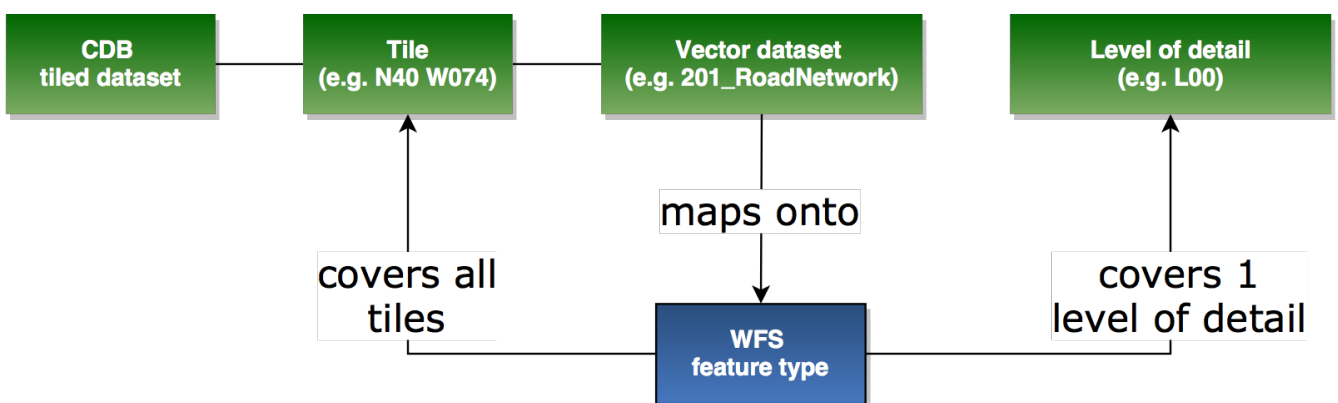 CDB
tiled dataset
Tile
(e.g. N40 W074)
Vector dataset
(e.g. 201_RoadNetwork)
Level of detail
(e.g. L00)
maps onto
covers all
tiles
covers 1
level of detail
WFS
feature type